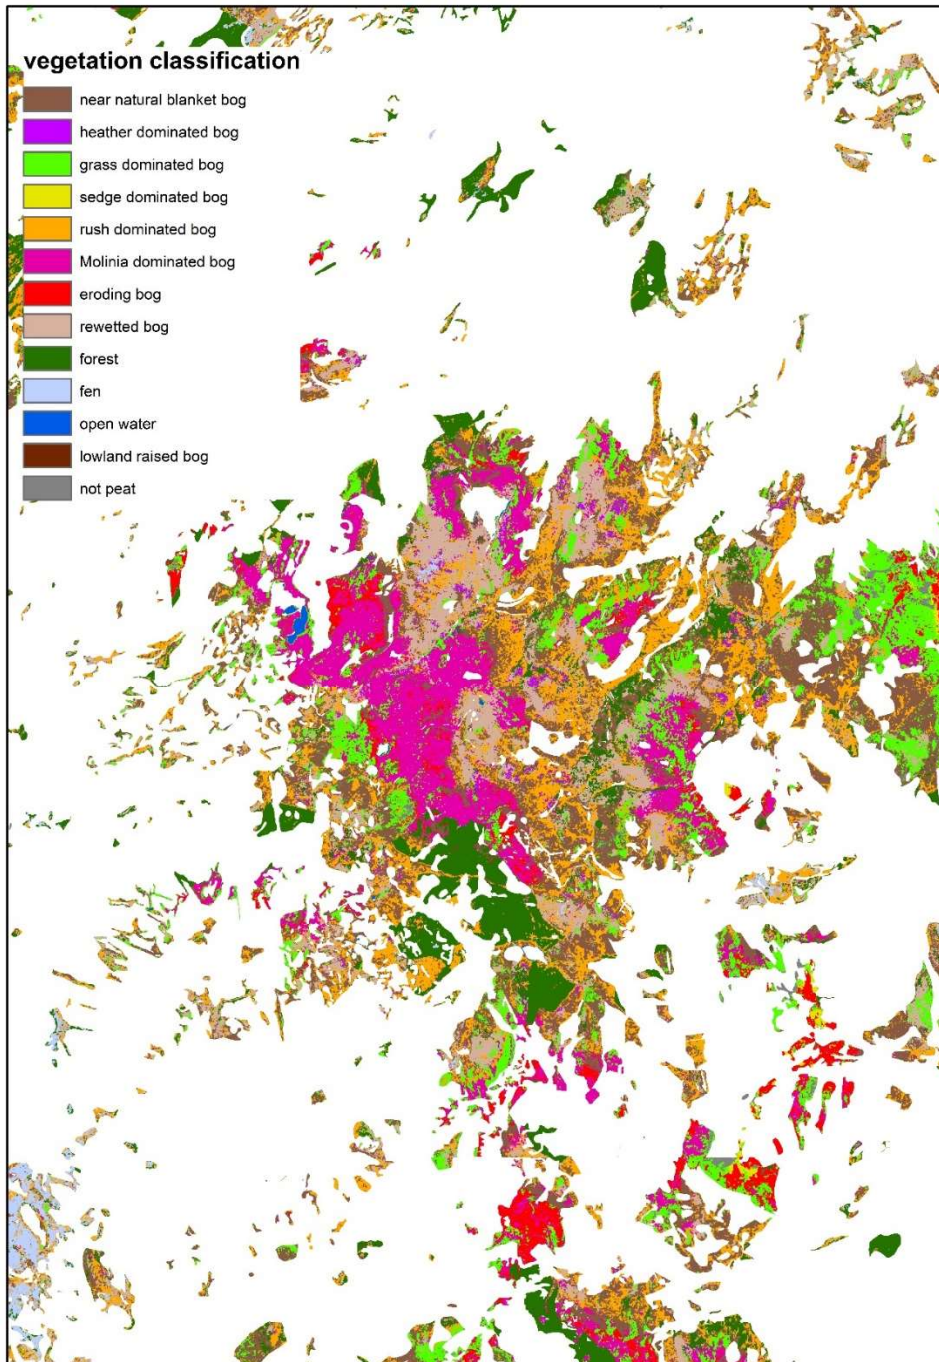 vegetation classification
near natural blanket bog
heather dominated bog
grass dominated bog
sedge dominated bog
rush dominated bog
Molinia dominated bog
eroding bog
rewetted bog
forest
fen
open water
lowland raised bog
not peat